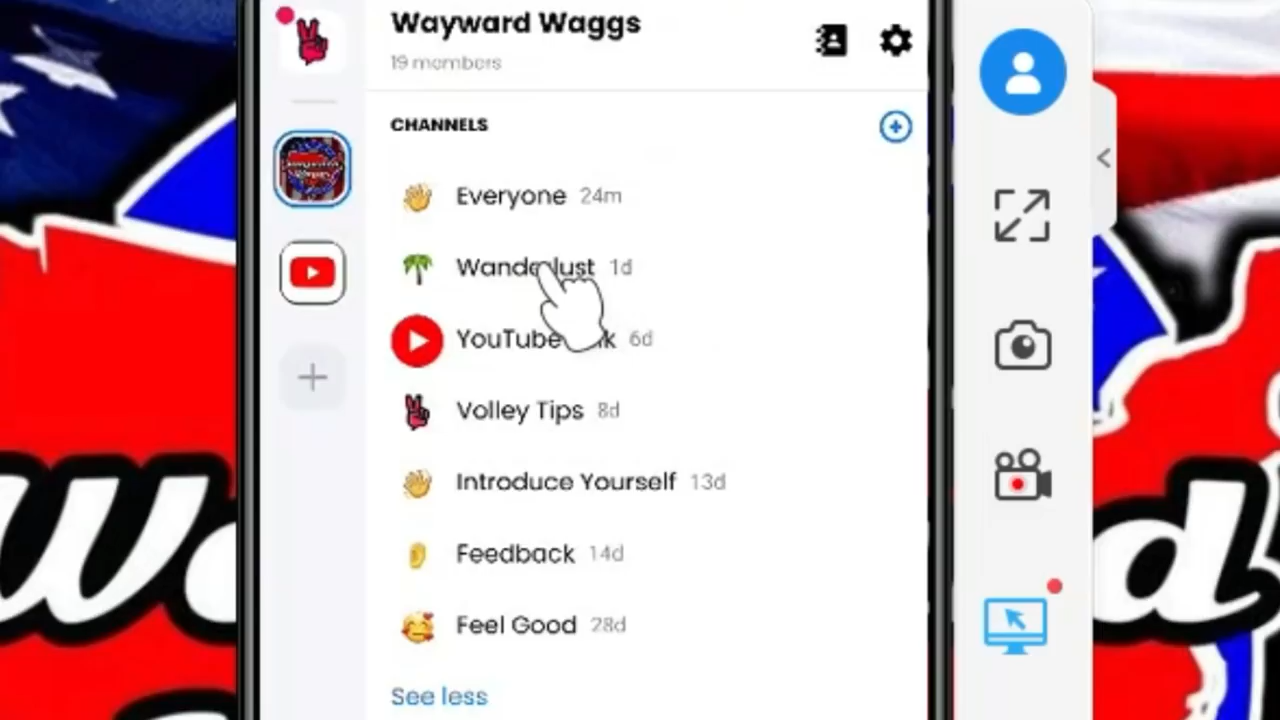 Wayward Waggs
19 members
CHANNELS
Everyone 24m
Wanderlust 1d
YouTube 6d
Volley Tips 8d
Introduce Yourself 13d
Feedback 14d
Feel Good 28d
See less